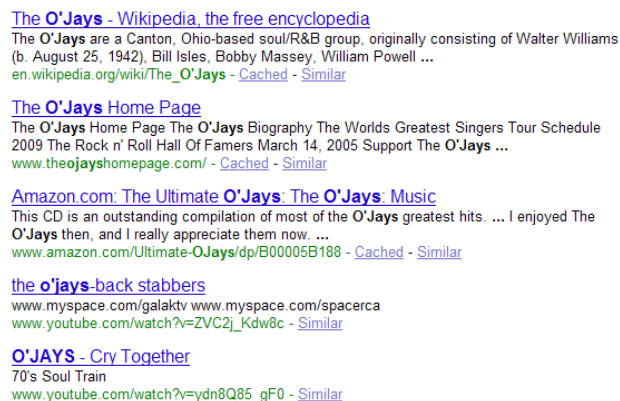 The O'Jays - Wikipedia, the free encyclopedia
The O'Jays are a Canton, Ohio-based soul/R&B group, originally consisting of Walter Williams
(b. August 25, 1942), Bill Isles, Bobby Massey, William Powell ...
en.wikipedia.org/wiki/The_O'Jays - Cached - Similar
The O'Jays Home Page
The O'Jays Home Page The O'Jays Biography The Worlds Greatest Singers Tour Schedule
2009 The Rock n' Roll Hall Of Famers March 14, 2005 Support The O'Jays ...
www.theojayshomepage.com/ - Cached - Similar
Amazon.com: The Ultimate O'Jays: The O'Jays: Music
This CD is an outstanding compilation of most of the O'Jays greatest hits. ... I enjoyed The
O'Jays then, and I really appreciate them now. ...
www.amazon.com/Ultimate-OJays/dp/B00005B188 - Cached - Similar
the o'jays-back stabbers
www.myspace.com/galaktv www.myspace.com/spacerca
www.youtube.com/watch?v=ZVC2j_Kdw8c - Similar
O'JAYS - Cry Together
70's Soul Train
www.youtube.com/watch?v=ydn8Q85_gF0 - Similar